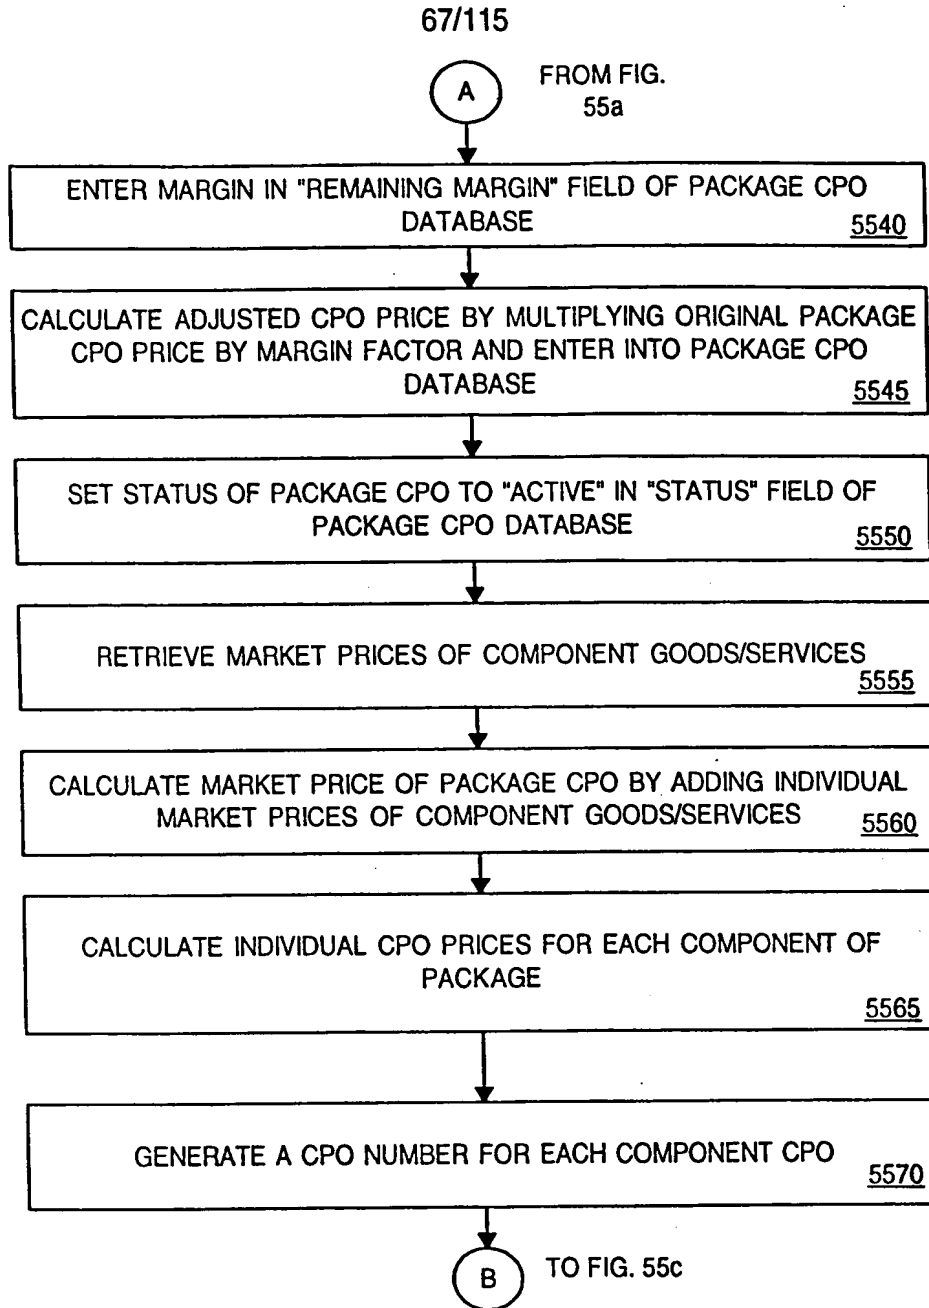 67/115
A
FROM FIG.
55a
ENTER MARGIN IN "REMAINING MARGIN" FIELD OF PACKAGE CPO
DATABASE
5540
CALCULATE ADJUSTED CPO PRICE BY MULTIPLYING ORIGINAL PACKAGE
CPO PRICE BY MARGIN FACTOR AND ENTER INTO PACKAGE CPO
DATABASE
5545
SET STATUS OF PACKAGE CPO TO "ACTIVE" IN "STATUS" FIELD OF
PACKAGE CPO DATABASE
5550
RETRIEVE MARKET PRICES OF COMPONENT GOODS/SERVICES
5555
CALCULATE MARKET PRICE OF PACKAGE CPO BY ADDING INDIVIDUAL
MARKET PRICES OF COMPONENT GOODS/SERVICES
5560
CALCULATE INDIVIDUAL CPO PRICES FOR EACH COMPONENT OF
PACKAGE
5565
GENERATE A CPO NUMBER FOR EACH COMPONENT CPO
5570
B
TO FIG. 55c